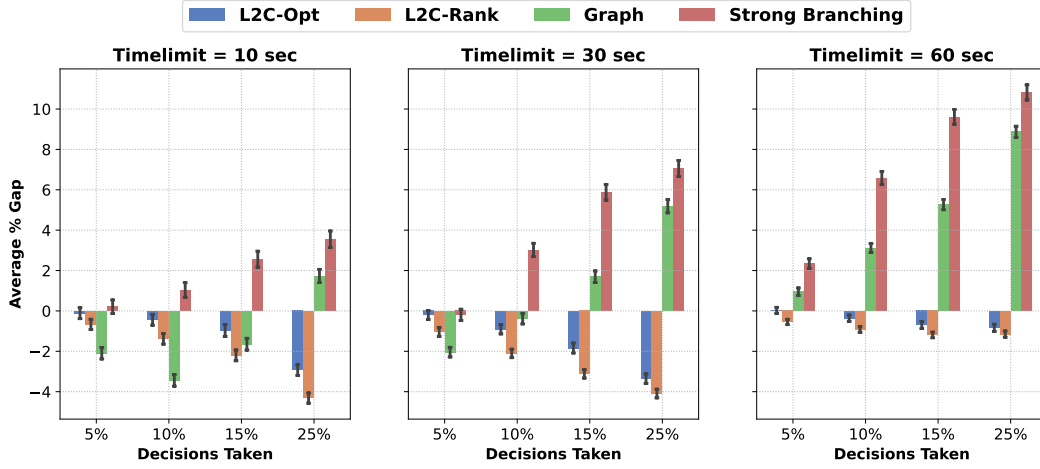 L2C-Opt L2C-Rank Graph Strong Branching
Timelimit = 10 sec Timelimit = 30 sec Timelimit = 60 sec
Average % Gap
10
8
6
4
2
0
−2
−4
5% 10% 15% 25% 5% 10% 15% 25% 5% 10% 15% 25%
Decisions Taken Decisions Taken Decisions Taken